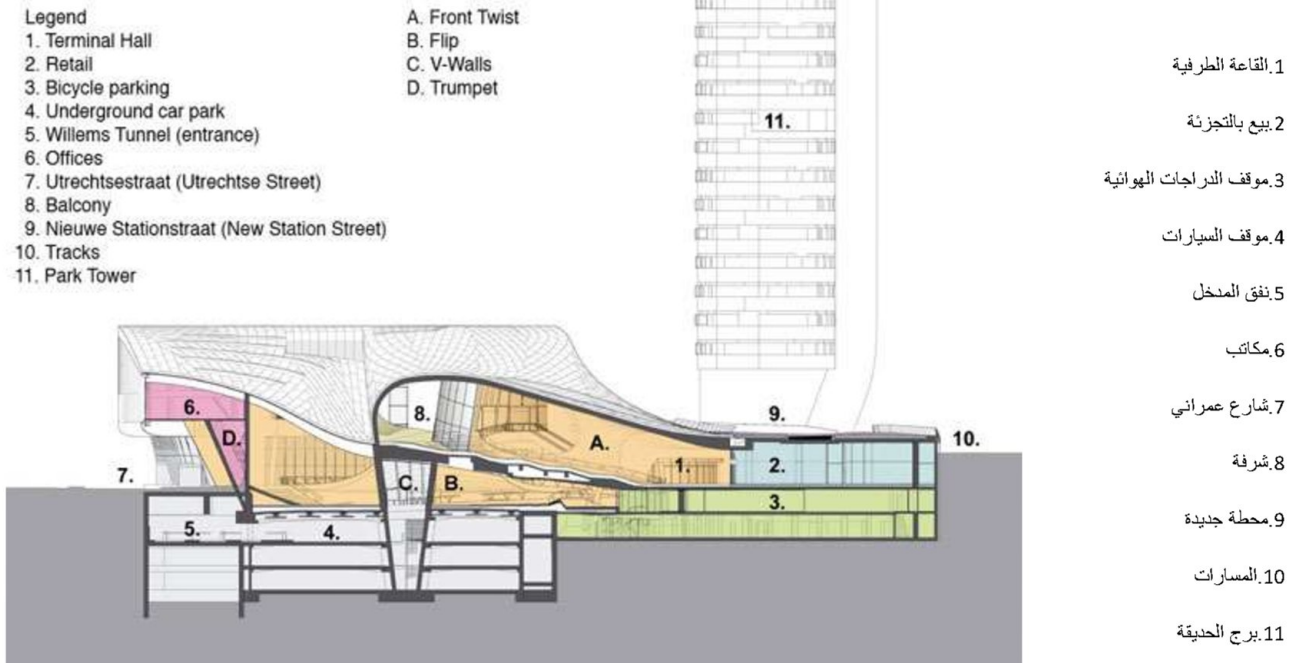 Legend
1. Terminal Hall
2. Retail
3. Bicycle parking
4. Underground car park
5. Willems Tunnel (entrance)
6. Offices
7. Utrechtsestraat (Utrechtse Street)
8. Balcony
9. Nieuwe Stationstraat (New Station Street)
10. Tracks
11. Park Tower
A. Front Twist
B. Flip
C. V-Walls
D. Trumpet
11.
6.
D.
8.
A.
9.
10.
7.
C.
B.
1.
2.
3.
5.
4.
1.القاعة الطرفية
2.بيع بالتجزئة
3.موقف الدراجات الهوائية
4.موقف السيارات
5.نفق المدخل
6.مكاتب
7.شارع عمراني
8.شرفة
9.محطة جديدة
10.المسارات
11.برج الحديقة